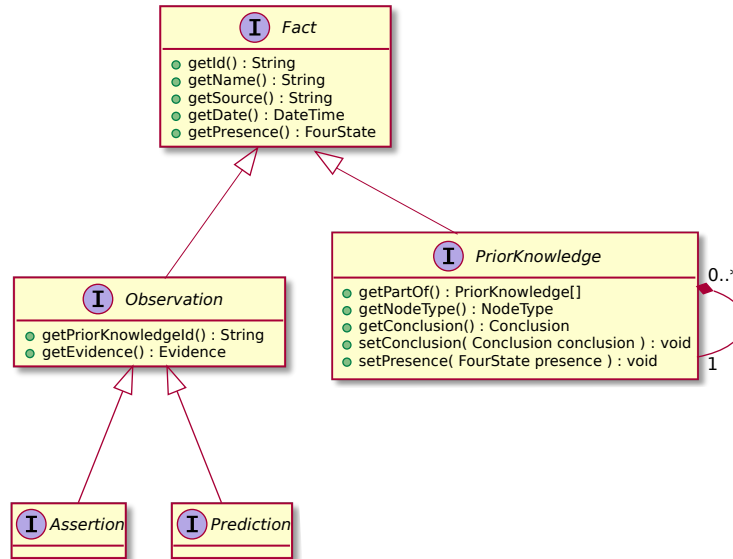 I Fact
getId() : String
getName() : String
getSource() : String
getDate() : DateTime
getPresence() : FourState
I PriorKnowledge
getPartOf() : PriorKnowledge[]
getNodeType() : NodeType
getConclusion() : Conclusion
setConclusion( Conclusion conclusion ) : void
setPresence( FourState presence ) : void
0..*
1
I Observation
getPriorKnowledgeId() : String
getEvidence() : Evidence
I Assertion
I Prediction